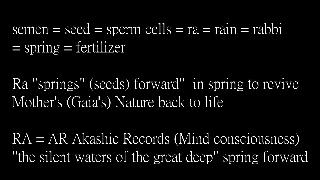 semen = seed = sperm cells = ra = rain = rabbi
= spring = fertilizer
Ra "springs" (seeds) forward" in spring to revive
Mother's (Gaia's) Nature back to life
RA = AR Akashic Records (Mind consciousness)
"the silent waters of the great deep" spring forward